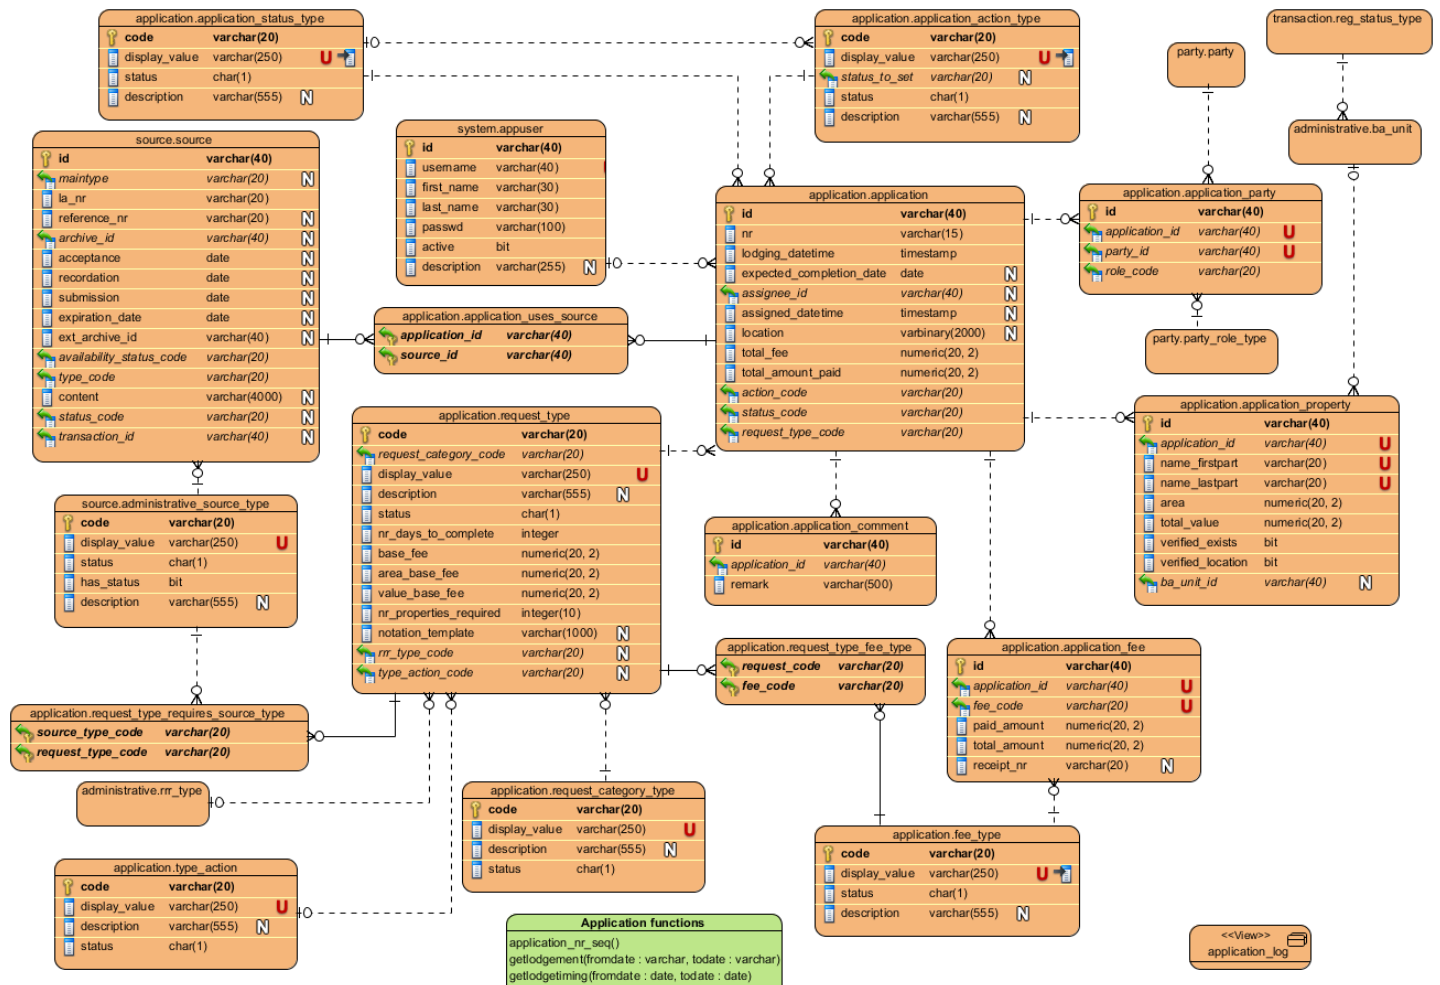 application.application_status_type
code varchar(20)
display_value varchar(250) U
status char(1)
description varchar(555) N
application.application_action_type
code varchar(20)
display_value varchar(250) U
status_to_set varchar(20) N
status char(1)
description varchar(555) N
transaction.reg_status_type
party.party
administrative.ba_unit
source.source
id varchar(40)
maintype varchar(20) N
la_nr varchar(20)
reference_nr varchar(20) N
archive_id varchar(40) N
acceptance date N
recordation date N
submission date N
expiration_date date N
ext_archive_id varchar(40) N
availability_status_code varchar(20)
type_code varchar(20)
content varchar(4000) N
status_code varchar(20) N
transaction_id varchar(40) N
system.appuser
id varchar(40)
username varchar(40)
first_name varchar(30)
last_name varchar(30)
passwd varchar(100)
active bit
description varchar(255) N
application.application
id varchar(40)
nr varchar(15)
lodging_datetime timestamp
expected_completion_date date N
assignee_id varchar(40) N
assigned_datetime timestamp N
location varbinary(2000) N
total_fee numeric(20, 2)
total_amount_paid numeric(20, 2)
action_code varchar(20)
status_code varchar(20)
request_type_code varchar(20)
application.application_party
id varchar(40)
application_id varchar(40) U
party_id varchar(40) U
role_code varchar(20)
application.application_uses_source
application_id varchar(40)
source_id varchar(40)
party.party_role_type
application.request_type
code varchar(20)
request_category_code varchar(20)
display_value varchar(250) U
description varchar(555) N
status char(1)
nr_days_to_complete integer
base_fee numeric(20, 2)
area_base_fee numeric(20, 2)
value_base_fee numeric(20, 2)
nr_properties_required integer(10)
notation_template varchar(1000) N
rrr_type_code varchar(20) N
type_action_code varchar(20) N
application.application_property
id varchar(40)
application_id varchar(40) U
name_firstpart varchar(20) U
name_lastpart varchar(20) U
area numeric(20, 2)
total_value numeric(20, 2)
verified_exists bit
verified_location bit
ba_unit_id varchar(40) N
source.administrative_source_type
code varchar(20)
display_value varchar(250) U
status char(1)
has_status bit
description varchar(555) N
application.application_comment
id varchar(40)
application_id varchar(40)
remark varchar(500)
application.request_type_fee_type
request_code varchar(20)
fee_code varchar(20)
application.application_fee
id varchar(40)
application_id varchar(40) U
fee_code varchar(20) U
paid_amount numeric(20, 2)
total_amount numeric(20, 2)
receipt_nr varchar(20) N
application.request_type_requires_source_type
source_type_code varchar(20)
request_type_code varchar(20)
administrative.rrr_type
application.request_category_type
code varchar(20)
display_value varchar(250) U
description varchar(555) N
status char(1)
application.fee_type
code varchar(20)
display_value varchar(250) U
status char(1)
description varchar(555) N
application.type_action
code varchar(20)
display_value varchar(250) U
description varchar(555) N
status char(1)
Application functions
application_nr_seq()
getlodgement(fromdate : varchar, todate : varchar)
getlodgetiming(fromdate : date, todate : date)
<<View>>
application_log